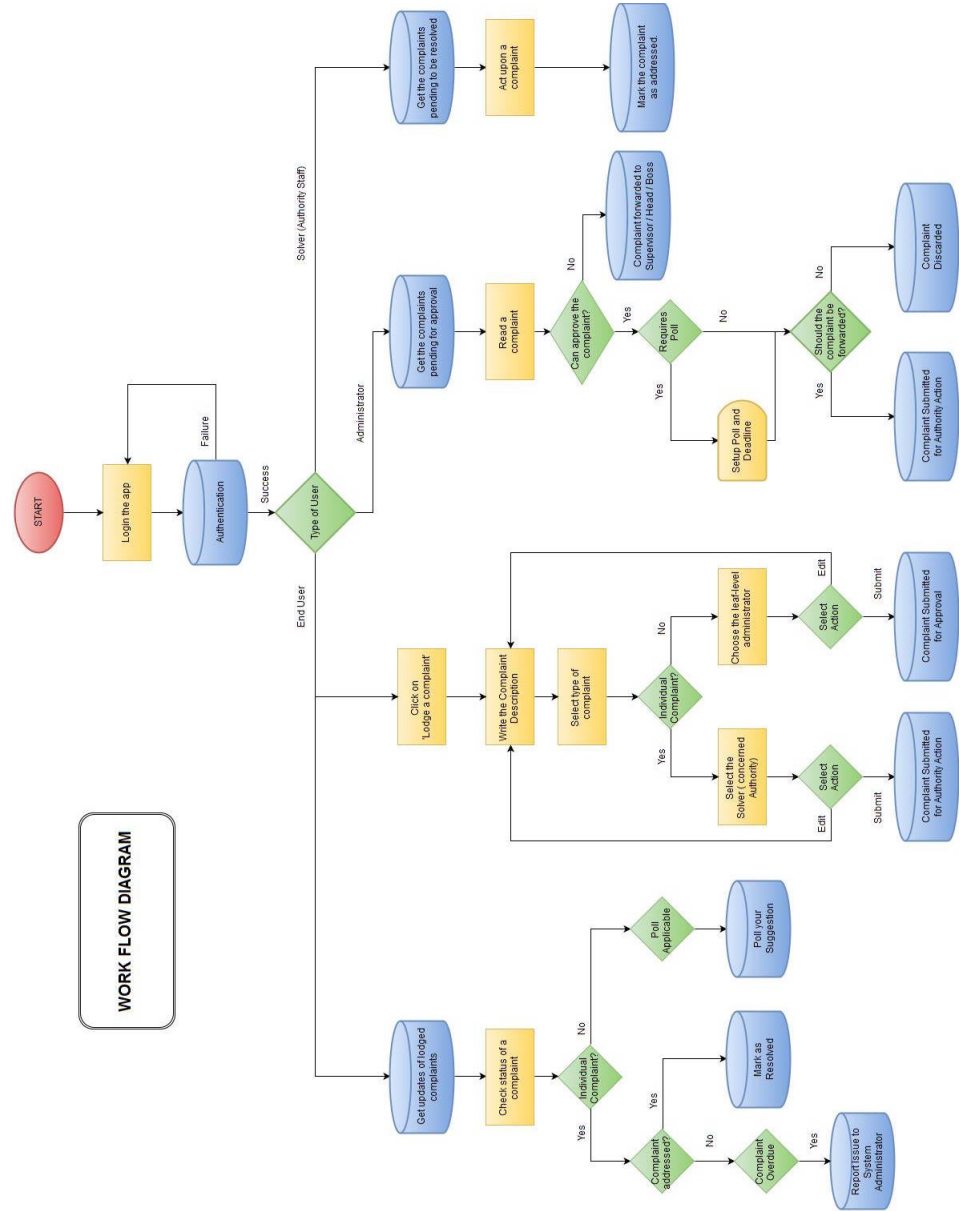 WORK FLOW DIAGRAM
START
Login the app
Authentication
Failure
Success
Type of User
End User
Administrator
Solver (Authority Staff)
Get updates of lodged
complaints
Check status of a
complaint
Individual
Complaint?
Yes
No
Complaint
addressed?
Yes
No
Mark as
Resolved
Complaint
Overdue
Yes
Report Issue to
System
Administrator
Poll
Applicable
Poll your
Suggestion
Click on
'Lodge a complaint'
Write the Complaint
Description
Select type of
complaint
Individual
Complaint?
Yes
No
Select the
Solver ( concerned
Authority)
Select
Action
Edit
Submit
Complaint Submitted
for Authority Action
Choose the leaf-level
administrator
Select
Action
Edit
Submit
Complaint Submitted
for Approval
Get the complaints
pending for approval
Read a
complaint
Can approve the
complaint?
No
Complaint forwarded to
Supervisor / Head / Boss
Yes
Requires
Poll
Yes
No
Setup Poll and
Deadline
Should the
complaint be
forwarded?
Yes
No
Complaint Submitted
for Authority Action
Complaint
Discarded
Get the complaints
pending to be resolved
Act upon a
complaint
Mark the complaint
as addressed.